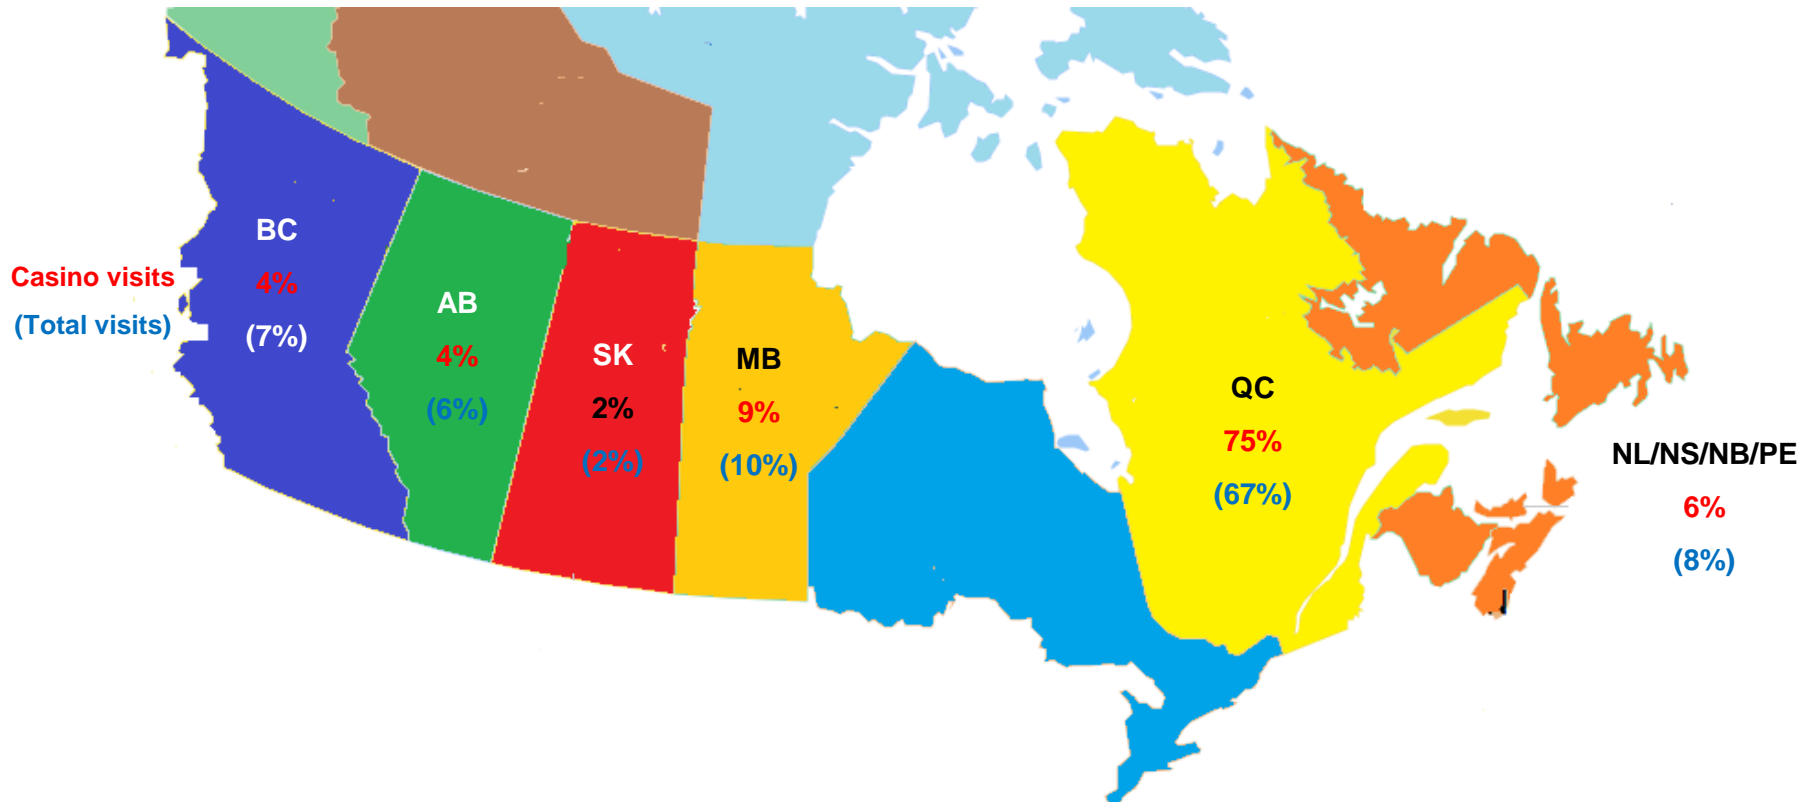 Casino visits
(Total visits)
BC
4%
(7%)
AB
4%
(6%)
SK
2%
(2%)
MB
9%
(10%)
QC
75%
(67%)
NL/NS/NB/PE
6%
(8%)